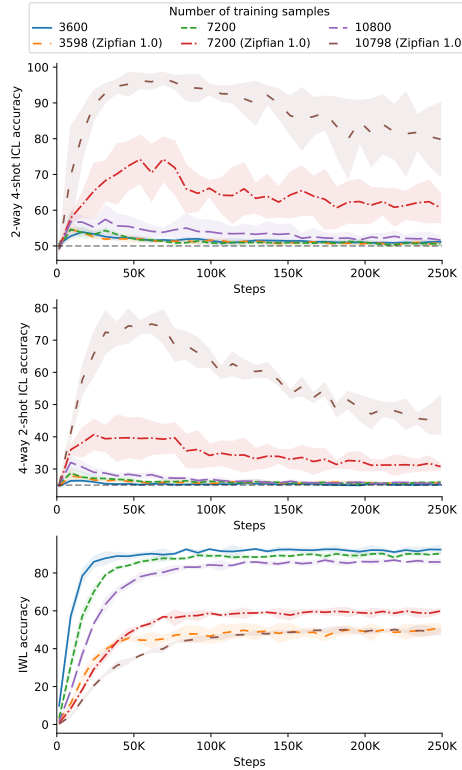 Number of training samples
3600 7200 10800
3598 (Zipfian 1.0) 7200 (Zipfian 1.0) 10798 (Zipfian 1.0)
100
90
80
70
60
50
2-way 4-shot ICL accuracy
0 50K 100K 150K 200K 250K
Steps
80
70
60
50
40
30
4-way 2-shot ICL accuracy
0 50K 100K 150K 200K 250K
Steps
80
60
40
20
0
IWL accuracy
0 50K 100K 150K 200K 250K
Steps